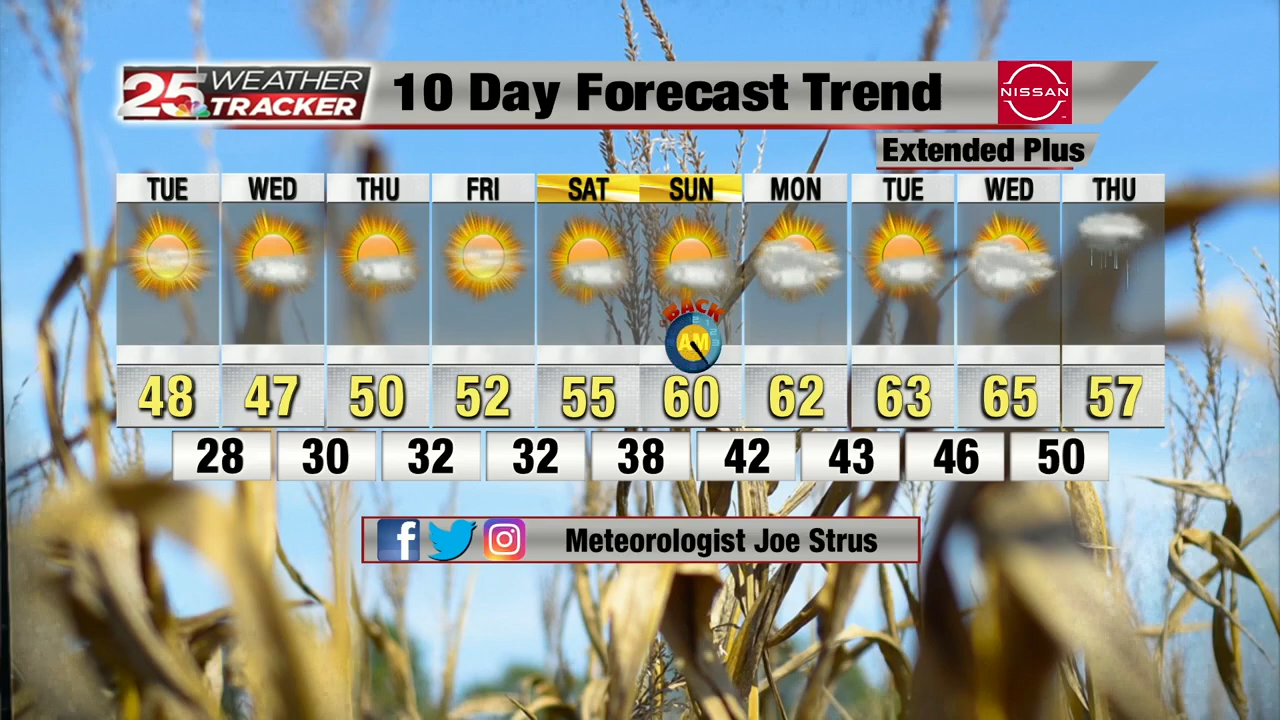 25 WEATHER TRACKER
10 Day Forecast Trend
NISSAN
Extended Plus
TUE WED THU FRI SAT SUN MON TUE WED THU
BACK
AM
48 47 50 52 55 60 62 63 65 57
28 30 32 32 38 42 43 46 50
f Meteorologist Joe Strus